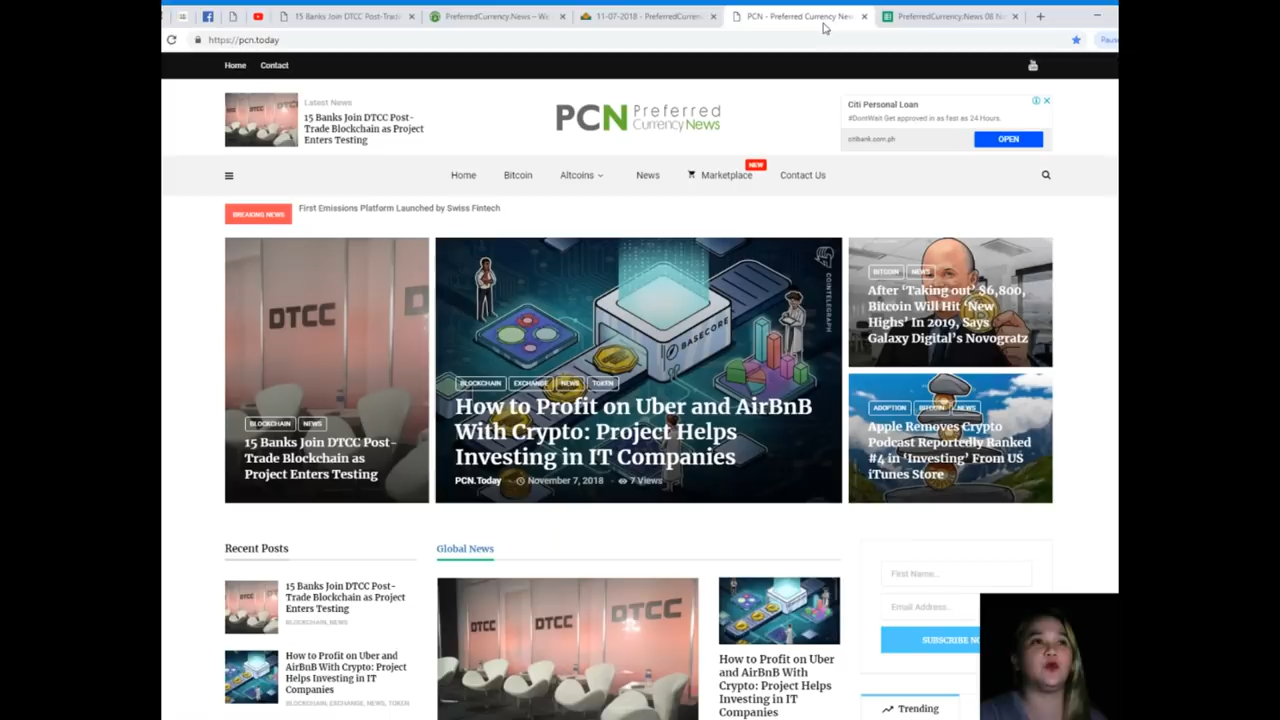 15 Banks Join DTCC Post-Trad
PreferredCurrency.News – We
11-07-2018 - PreferredCurren
PCN - Preferred Currency New
PreferredCurrency.News 08 N
https://pcn.today
Paus
Home Contact
Latest News
15 Banks Join DTCC Post-
Trade Blockchain as Project
Enters Testing
PCN Preferred
Currency News
Citi Personal Loan
#DontWait Get approved in as fast as 24 Hours.
citibank.com.ph
OPEN
NEW
Home Bitcoin Altcoins News Marketplace Contact Us
BREAKING NEWS
First Emissions Platform Launched by Swiss Fintech
DTCC
BLOCKCHAIN NEWS
15 Banks Join DTCC Post-
Trade Blockchain as
Project Enters Testing
COINTELEGRAPH
BASECORE
BLOCKCHAIN EXCHANGE NEWS TOKEN
How to Profit on Uber and AirBnB
With Crypto: Project Helps
Investing in IT Companies
PCN.Today November 7, 2018 7 Views
BITCOIN NEWS
After ‘Taking out’ $6,800,
Bitcoin Will Hit ‘New
Highs’ In 2019, Says
Galaxy Digital’s Novogratz
ADOPTION BITCOIN NEWS
Apple Removes Crypto
Podcast Reportedly Ranked
#4 in ‘Investing’ From US
iTunes Store
Recent Posts
15 Banks Join DTCC Post-
Trade Blockchain as Project
Enters Testing
BLOCKCHAIN, NEWS
How to Profit on Uber and
AirBnB With Crypto: Project
Helps Investing in IT
Companies
BLOCKCHAIN, EXCHANGE, NEWS, TOKEN
Global News
DTCC DTCC DTCC
How to Profit on Uber
and AirBnB With
Crypto: Project Helps
Investing in IT
Companies
First Name...
Email Address...
SUBSCRIBE NO
Trending